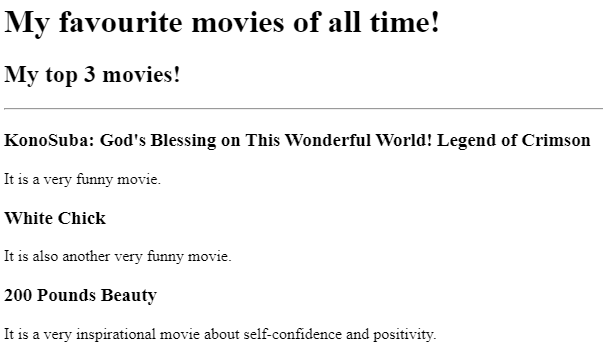 My favourite movies of all time!
My top 3 movies!
KonoSuba: God's Blessing on This Wonderful World! Legend of Crimson
It is a very funny movie.
White Chick
It is also another very funny movie.
200 Pounds Beauty
It is a very inspirational movie about self-confidence and positivity.